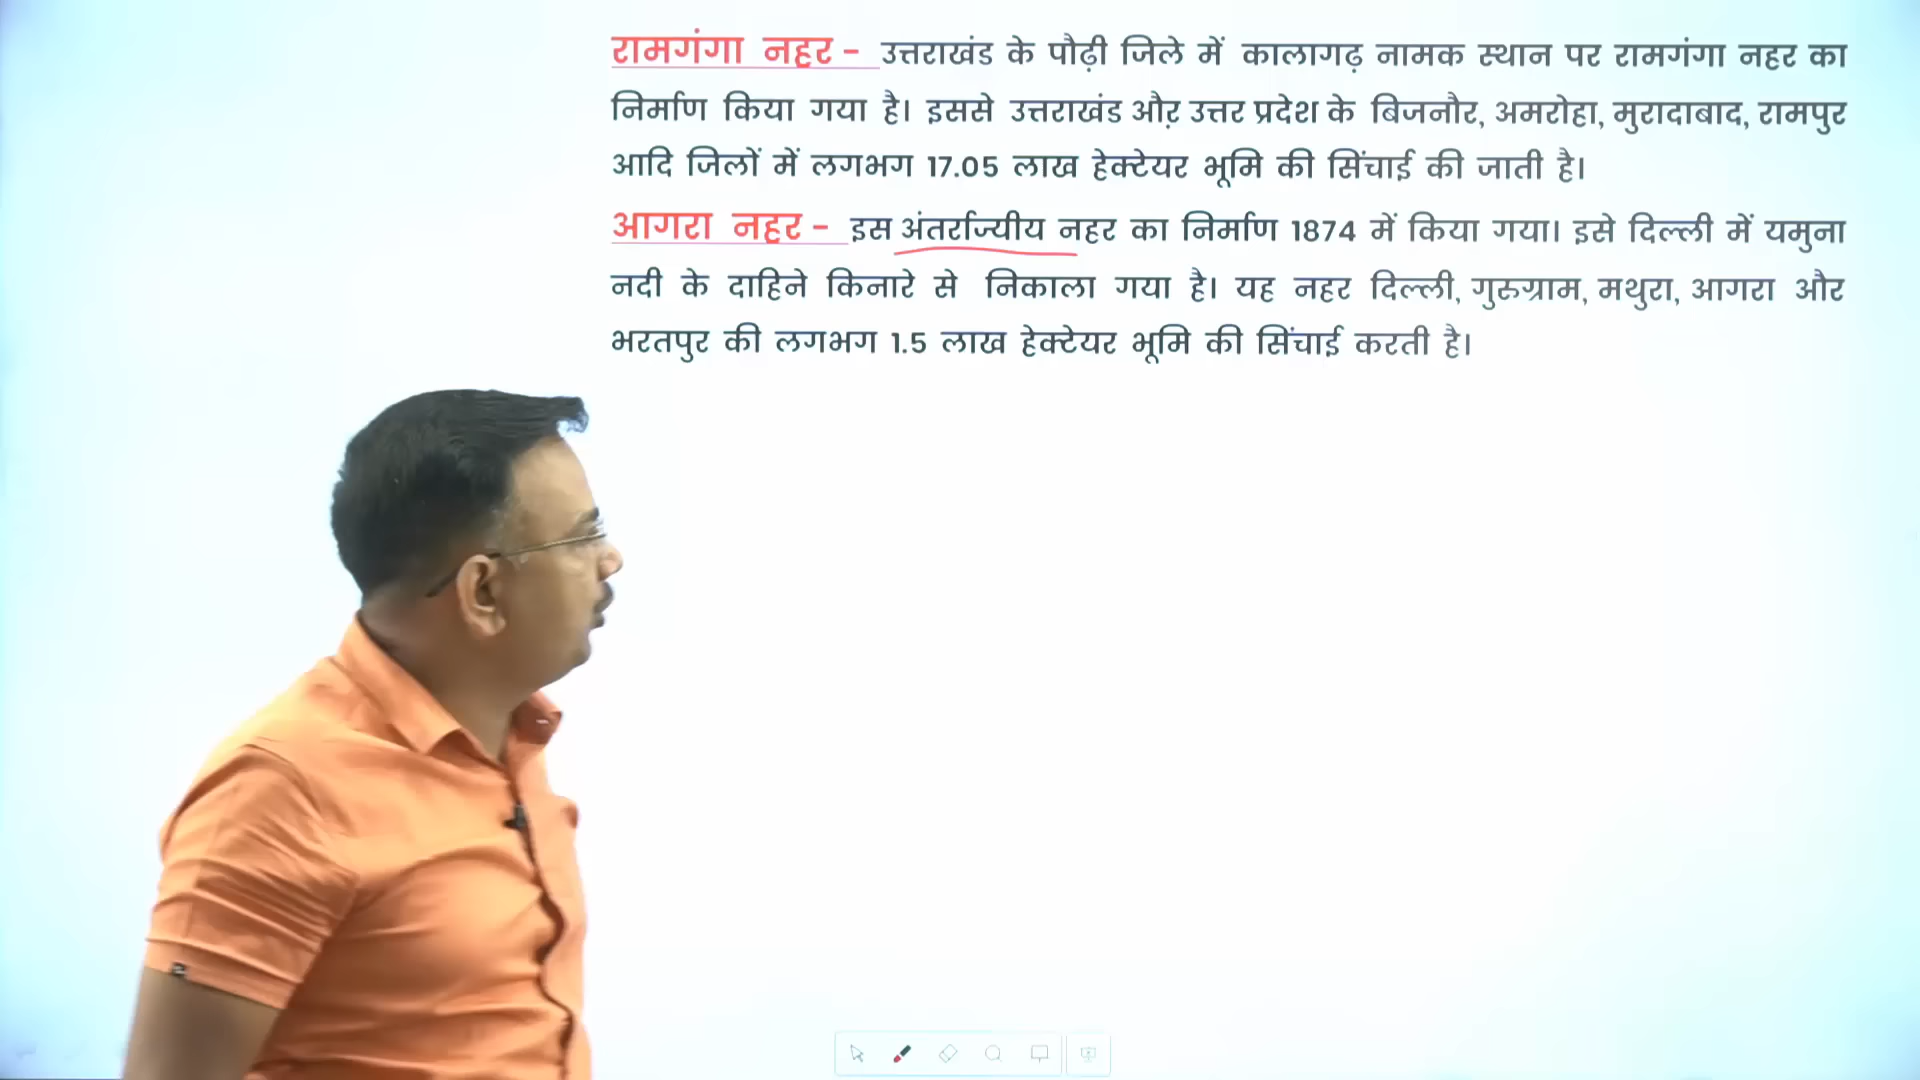 रामगंगा नहर - उत्तराखंड के पौढ़ी जिले में कालागढ़ नामक स्थान पर रामगंगा नहर का
निर्माण किया गया है। इससे उत्तराखंड और उत्तर प्रदेश के बिजनौर, अमरोहा, मुरादाबाद, रामपुर
आदि जिलों में लगभग 17.05 लाख हेक्टेयर भूमि की सिंचाई की जाती है।
आगरा नहर - इस अंतर्राज्यीय नहर का निर्माण 1874 में किया गया। इसे दिल्ली में यमुना
नदी के दाहिने किनारे से निकाला गया है। यह नहर दिल्ली, गुरुग्राम, मथुरा, आगरा और
भरतपुर की लगभग 1.5 लाख हेक्टेयर भूमि की सिंचाई करती है।